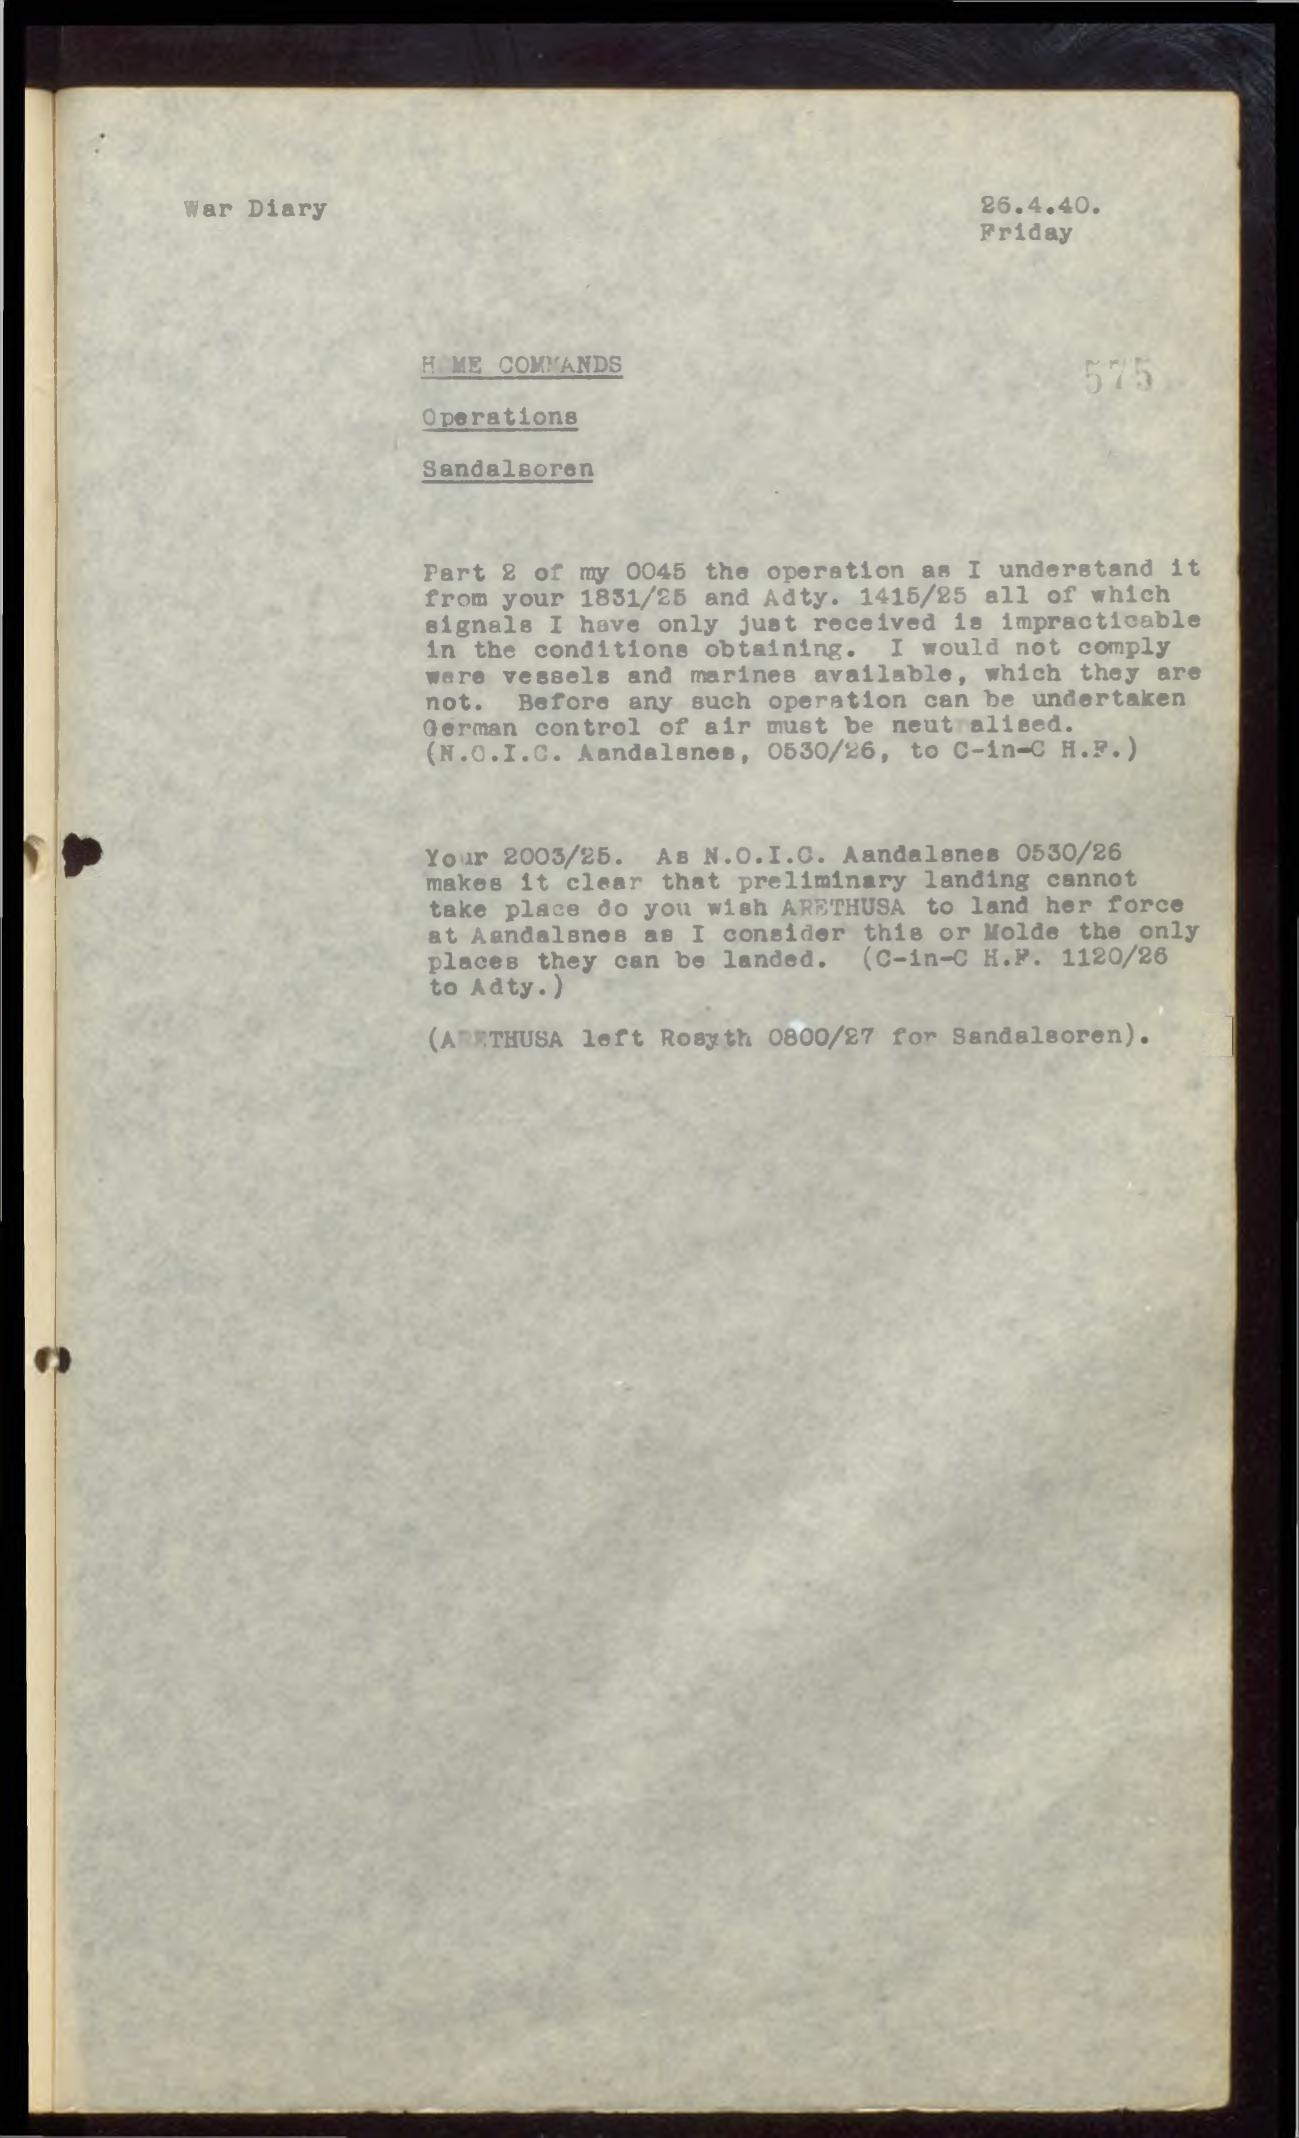 War Diary
26.4.40.
Friday
HOME COMMANDS
575
Operations
Sandalsoren
Part 2 of my 0045 the operation as I understand it
from your 1831/25 and Adty. 1415/25 all of which
signals I have only just received is impracticable
in the conditions obtaining. I would not comply
were vessels and marines available, which they are
not. Before any such operation can be undertaken
German control of air must be neutralised.
(N.O.I.C. Aandalsnes, 0530/26, to C-in-C H.F.)
Your 2003/25. As N.O.I.C. Aandalsnes 0530/26
makes it clear that preliminary landing cannot
take place do you wish ARETHUSA to land her force
at Aandalsnes as I consider this or Molde the only
places they can be landed. (C-in-C H.F. 1120/26
to Adty.)
(ARETHUSA left Rosyth 0800/27 for Sandalsoren).